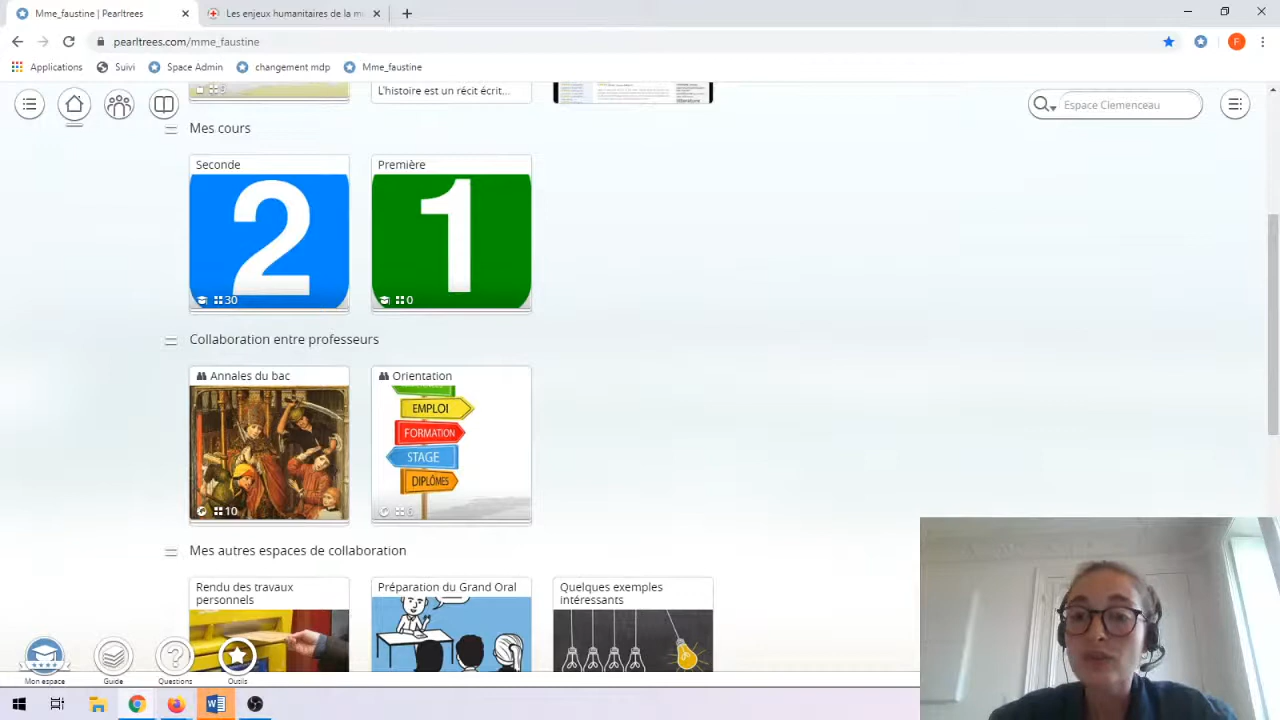 Mme_faustine | Pearltrees
Les enjeux humanitaires de la mi
pearltrees.com/mme_faustine
F
Applications
Suivi
Space Admin
changement mdp
Mme_faustine
L'histoire est un récit écrit...
littérature
Espace Clemenceau
Mes cours
Seconde
Première
2
1
30
0
Collaboration entre professeurs
Annales du bac
Orientation
EMPLOI
FORMATION
STAGE
DIPLÔMES
10
6
Mes autres espaces de collaboration
Rendu des travaux
personnels
Préparation du Grand Oral
Quelques exemples
intéressants
Mon espace
Guide
?
Questions
Outils